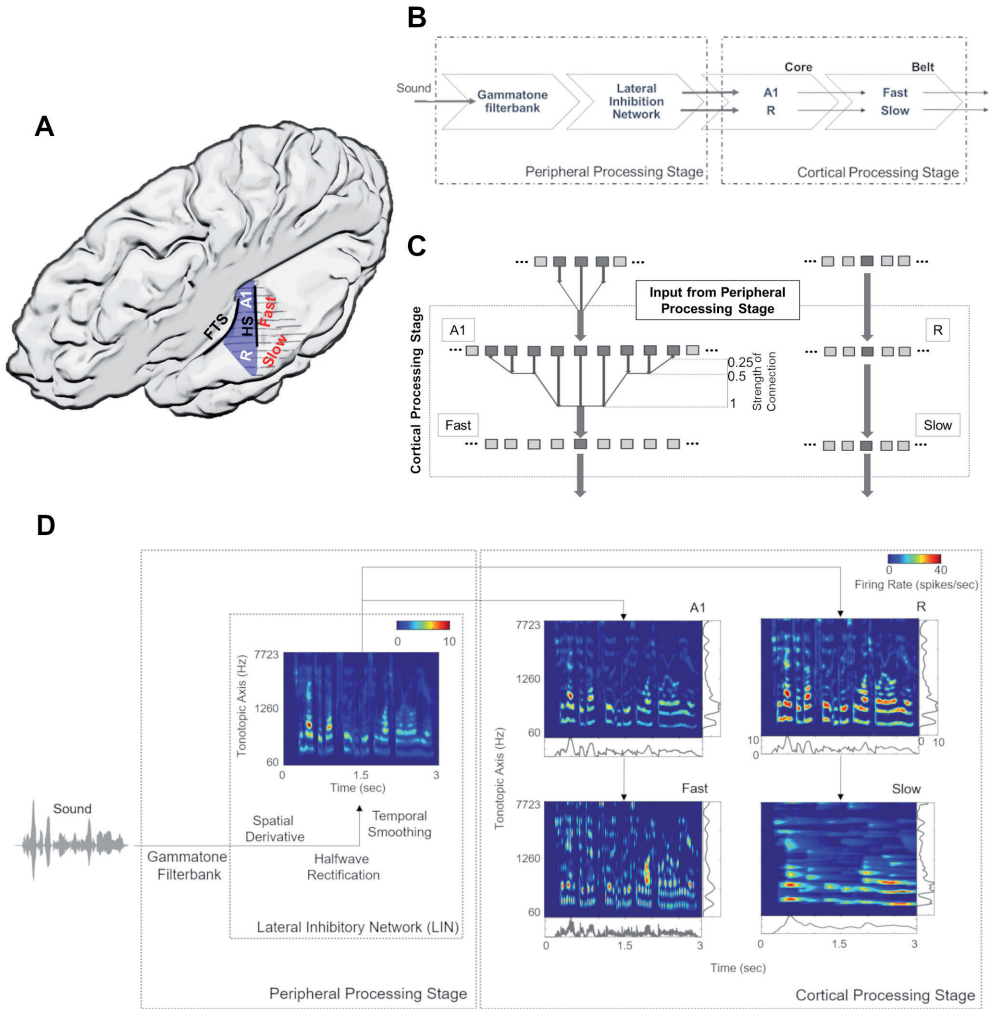 A
FTS
HS
A1
R
Fast
Slow
B
Sound
Gammatone
filterbank
Lateral
Inhibition
Network
Core
A1
R
Belt
Fast
Slow
Peripheral Processing Stage
Cortical Processing Stage
C
Input from Peripheral
Processing Stage
Cortical Processing Stage
A1
R
0.25
0.5
1
Strength of
Connection
Fast
Slow
D
Sound
Gammatone
Filterbank
0 10
7723
1260
60
Tonotopic Axis (Hz)
0 1.5 3
Time (sec)
Spatial
Derivative
Temporal
Smoothing
Halfwave
Rectification
Lateral Inhibitory Network (LIN)
Peripheral Processing Stage
0 40
Firing Rate (spikes/sec)
A1
R
7723
1260
60
10
0
0 10
Tonotopic Axis (Hz)
Fast
Slow
7723
1260
60
1.5 3
0 1.5 3
Time (sec)
Cortical Processing Stage